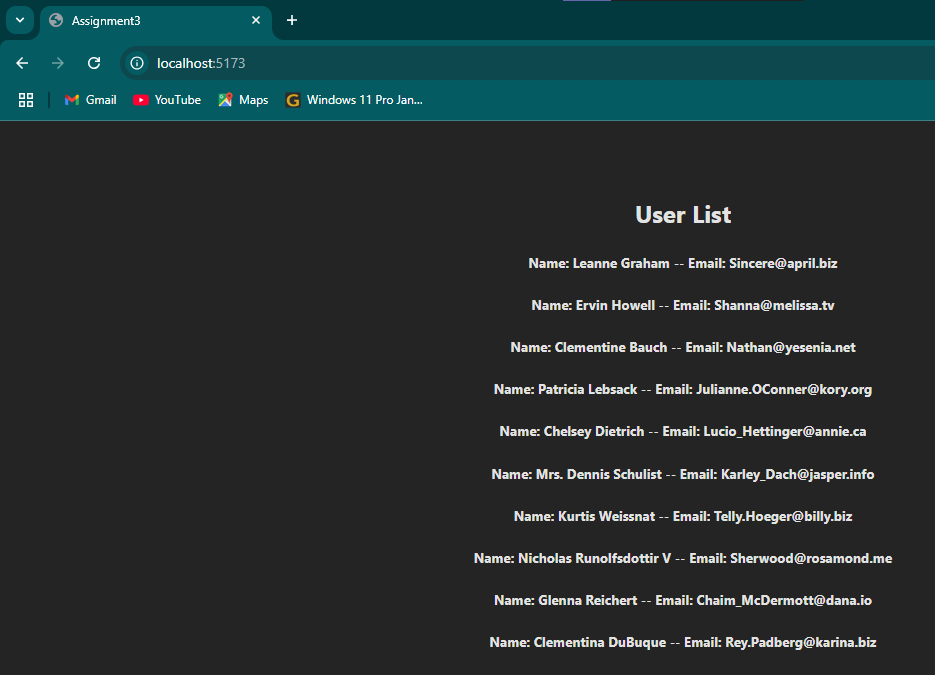 Assignment3
localhost:5173
Gmail YouTube Maps Windows 11 Pro Jan...
User List
Name: Leanne Graham -- Email: Sincere@april.biz
Name: Ervin Howell -- Email: Shanna@melissa.tv
Name: Clementine Bauch -- Email: Nathan@yesenia.net
Name: Patricia Lebsack -- Email: Julianne.OConner@kory.org
Name: Chelsey Dietrich -- Email: Lucio_Hettinger@annie.ca
Name: Mrs. Dennis Schulist -- Email: Karley_Dach@jasper.info
Name: Kurtis Weissnat -- Email: Telly.Hoeger@billy.biz
Name: Nicholas Runolfsdottir V -- Email: Sherwood@rosamond.me
Name: Glenna Reichert -- Email: Chaim_McDermott@dana.io
Name: Clementina DuBuque -- Email: Rey.Padberg@karina.biz